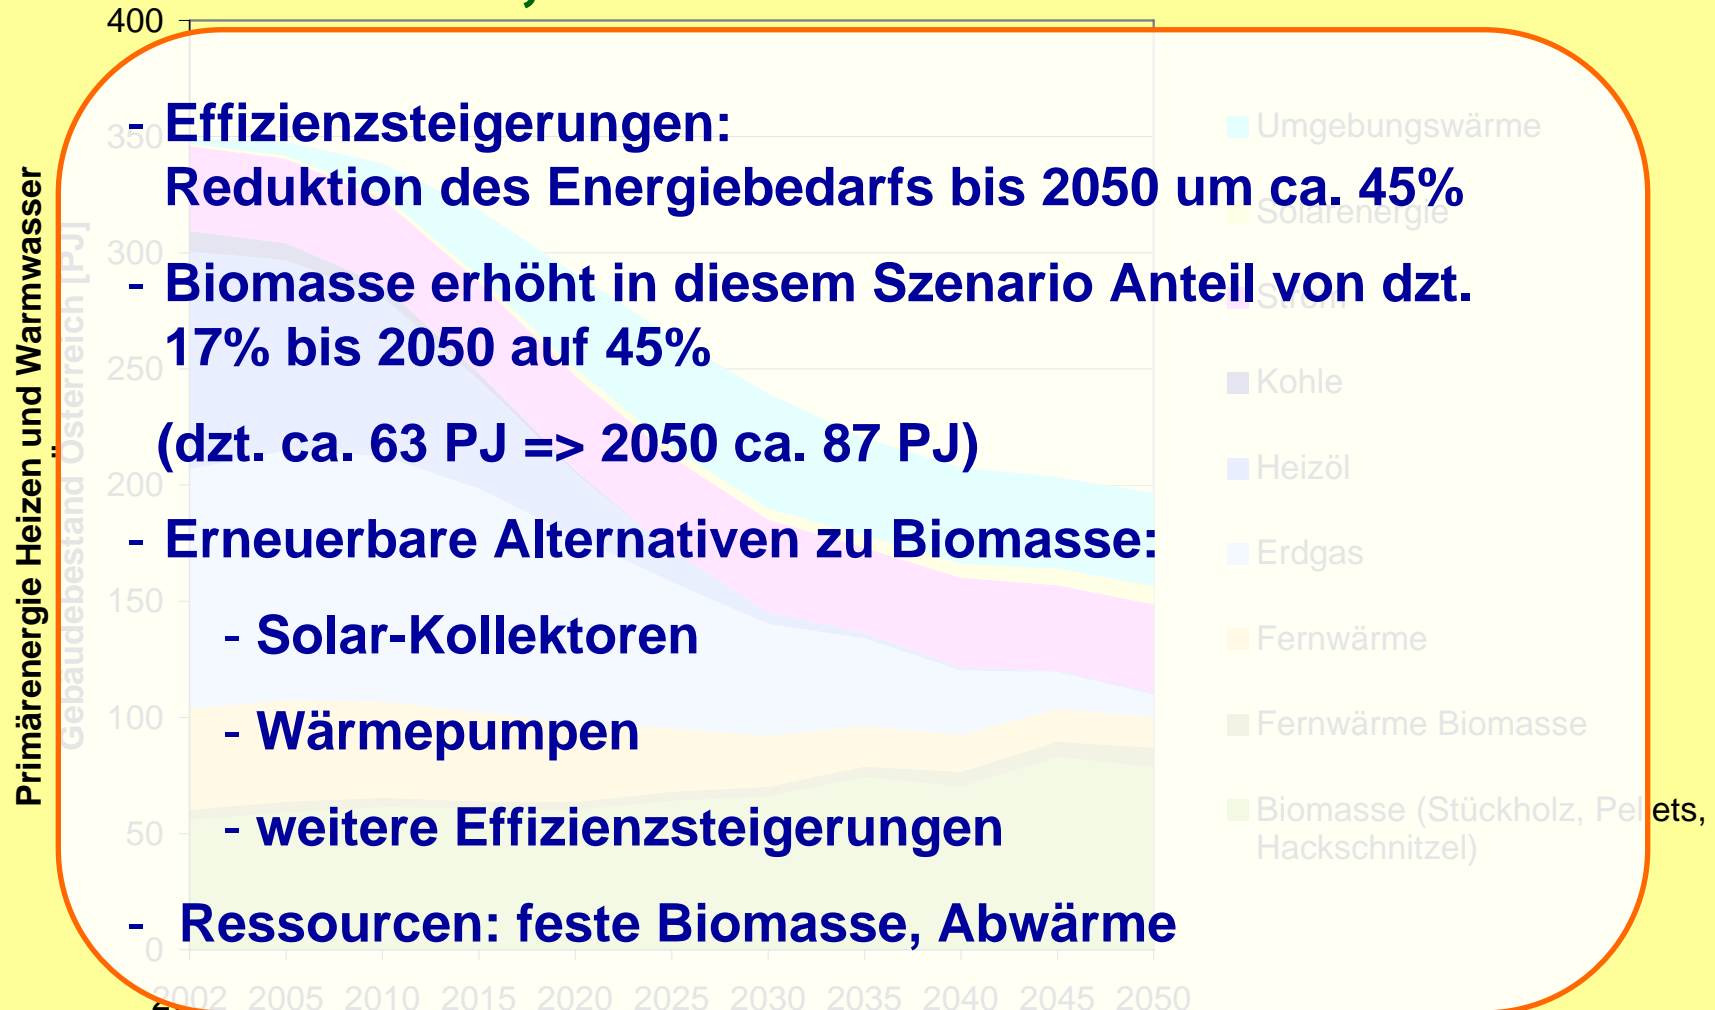 400
350
300
250
200
150
100
50
0
Primärenergie Heizen und Warmwasser
Gebäudebestand Österreich [PJ]
- Effizienzsteigerungen:
Reduktion des Energiebedarfs bis 2050 um ca. 45%
- Biomasse erhöht in diesem Szenario Anteil von dzt.
17% bis 2050 auf 45%
(dzt. ca. 63 PJ => 2050 ca. 87 PJ)
- Erneuerbare Alternativen zu Biomasse:
- Solar-Kollektoren
- Wärmepumpen
- weitere Effizienzsteigerungen
- Ressourcen: feste Biomasse, Abwärme
Umgebungswärme
Solarenergie
Strom
Kohle
Heizöl
Erdgas
Fernwärme
Fernwärme Biomasse
Biomasse (Stückholz, Pellets,
Hackschnitzel)
2002 2005 2010 2015 2020 2025 2030 2035 2040 2045 2050